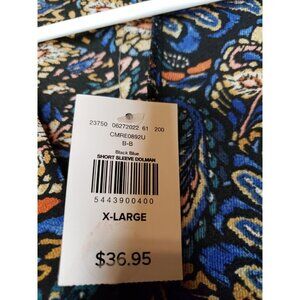 23750 06272022 61 200
CMRE0892U
B-B
Black Blue
SHORT SLEEVE DOLMAN
5443900400
X-LARGE
$36.95